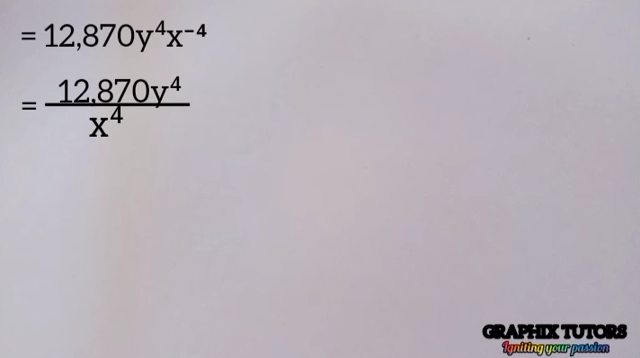 = 12,870y⁴x⁻⁴
= 12,870y⁴
x⁴
GRAPHIX TUTORS
Igniting your passion